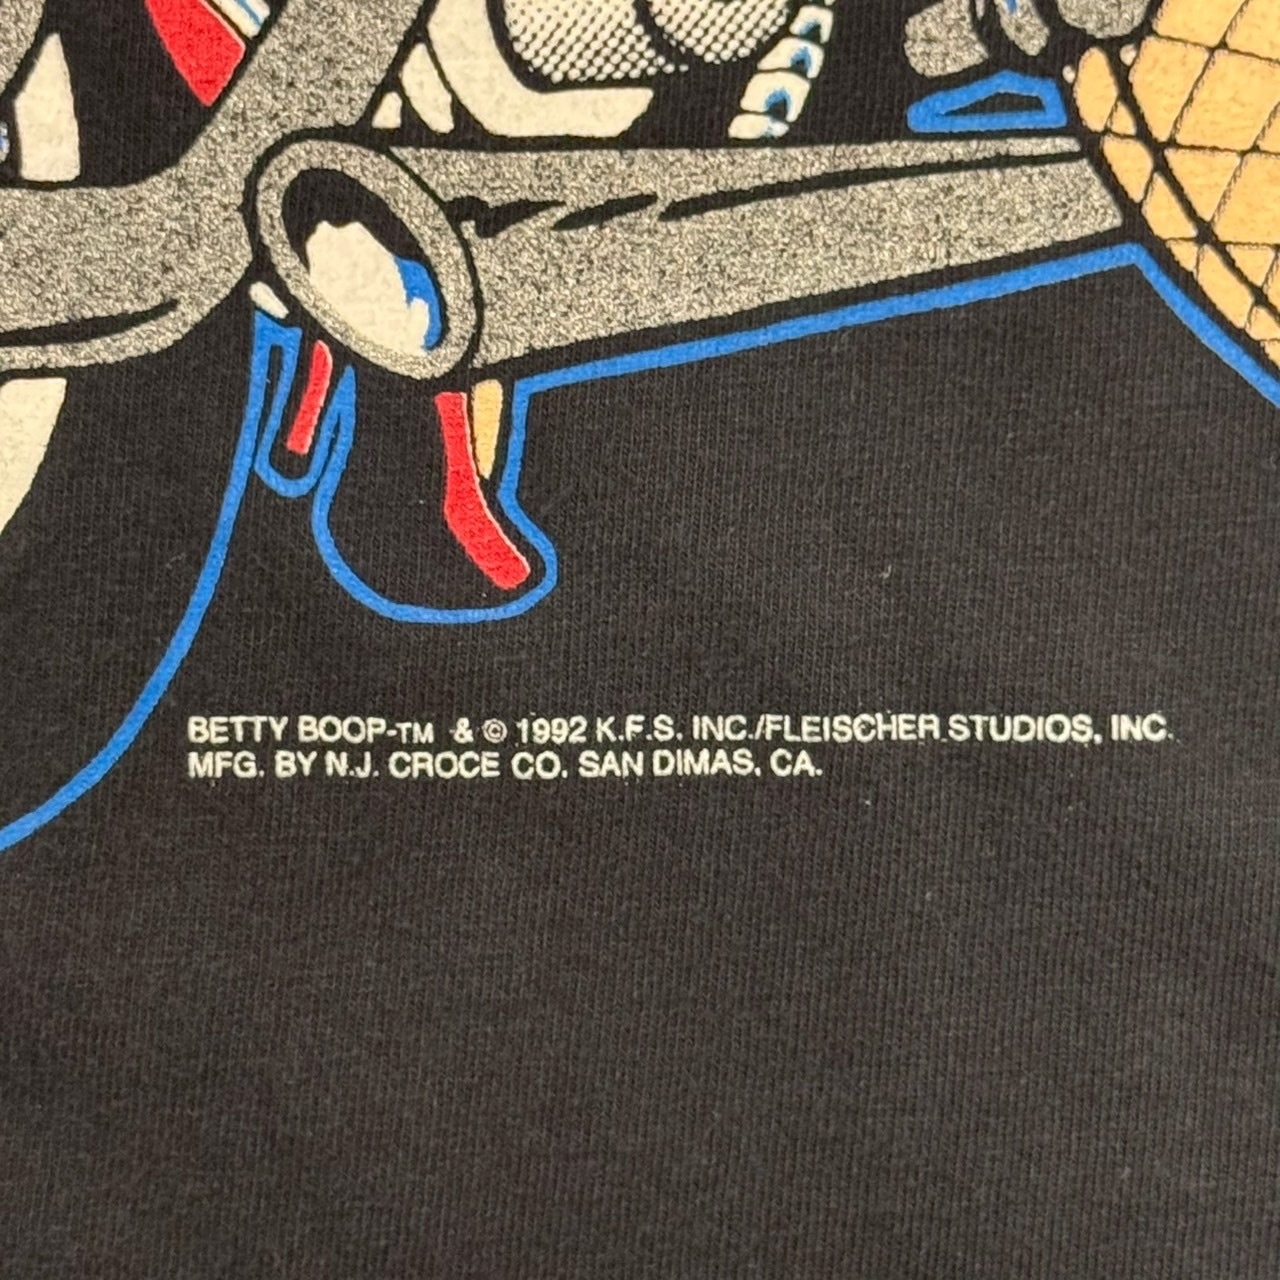 BETTY BOOP-TM & © 1992 K.F.S. INC./FLEISCHER STUDIOS, INC.
MFG. BY N.J. CROCE CO. SAN DIMAS, CA.